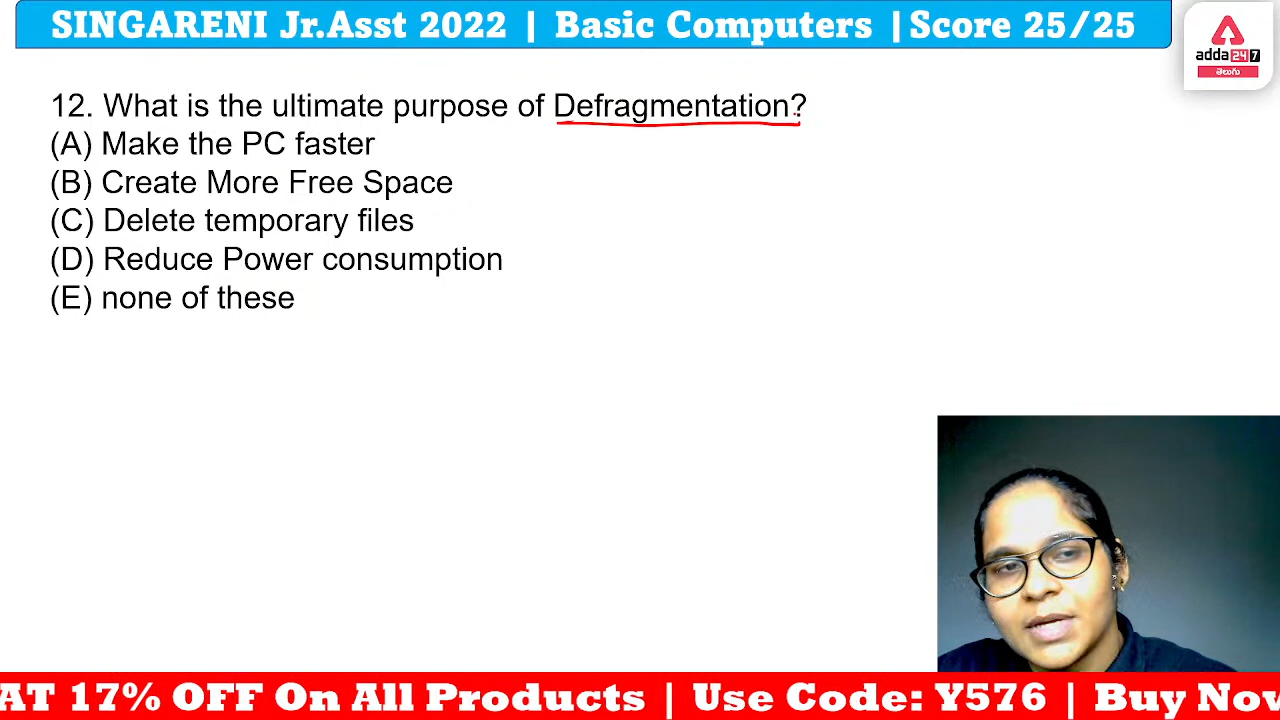 SINGARENI Jr.Asst 2022 | Basic Computers |Score 25/25
adda 24 7
తెలుగు
12. What is the ultimate purpose of Defragmentation?
(A) Make the PC faster
(B) Create More Free Space
(C) Delete temporary files
(D) Reduce Power consumption
(E) none of these
AT 17% OFF On All Products | Use Code: Y576 | Buy Nov